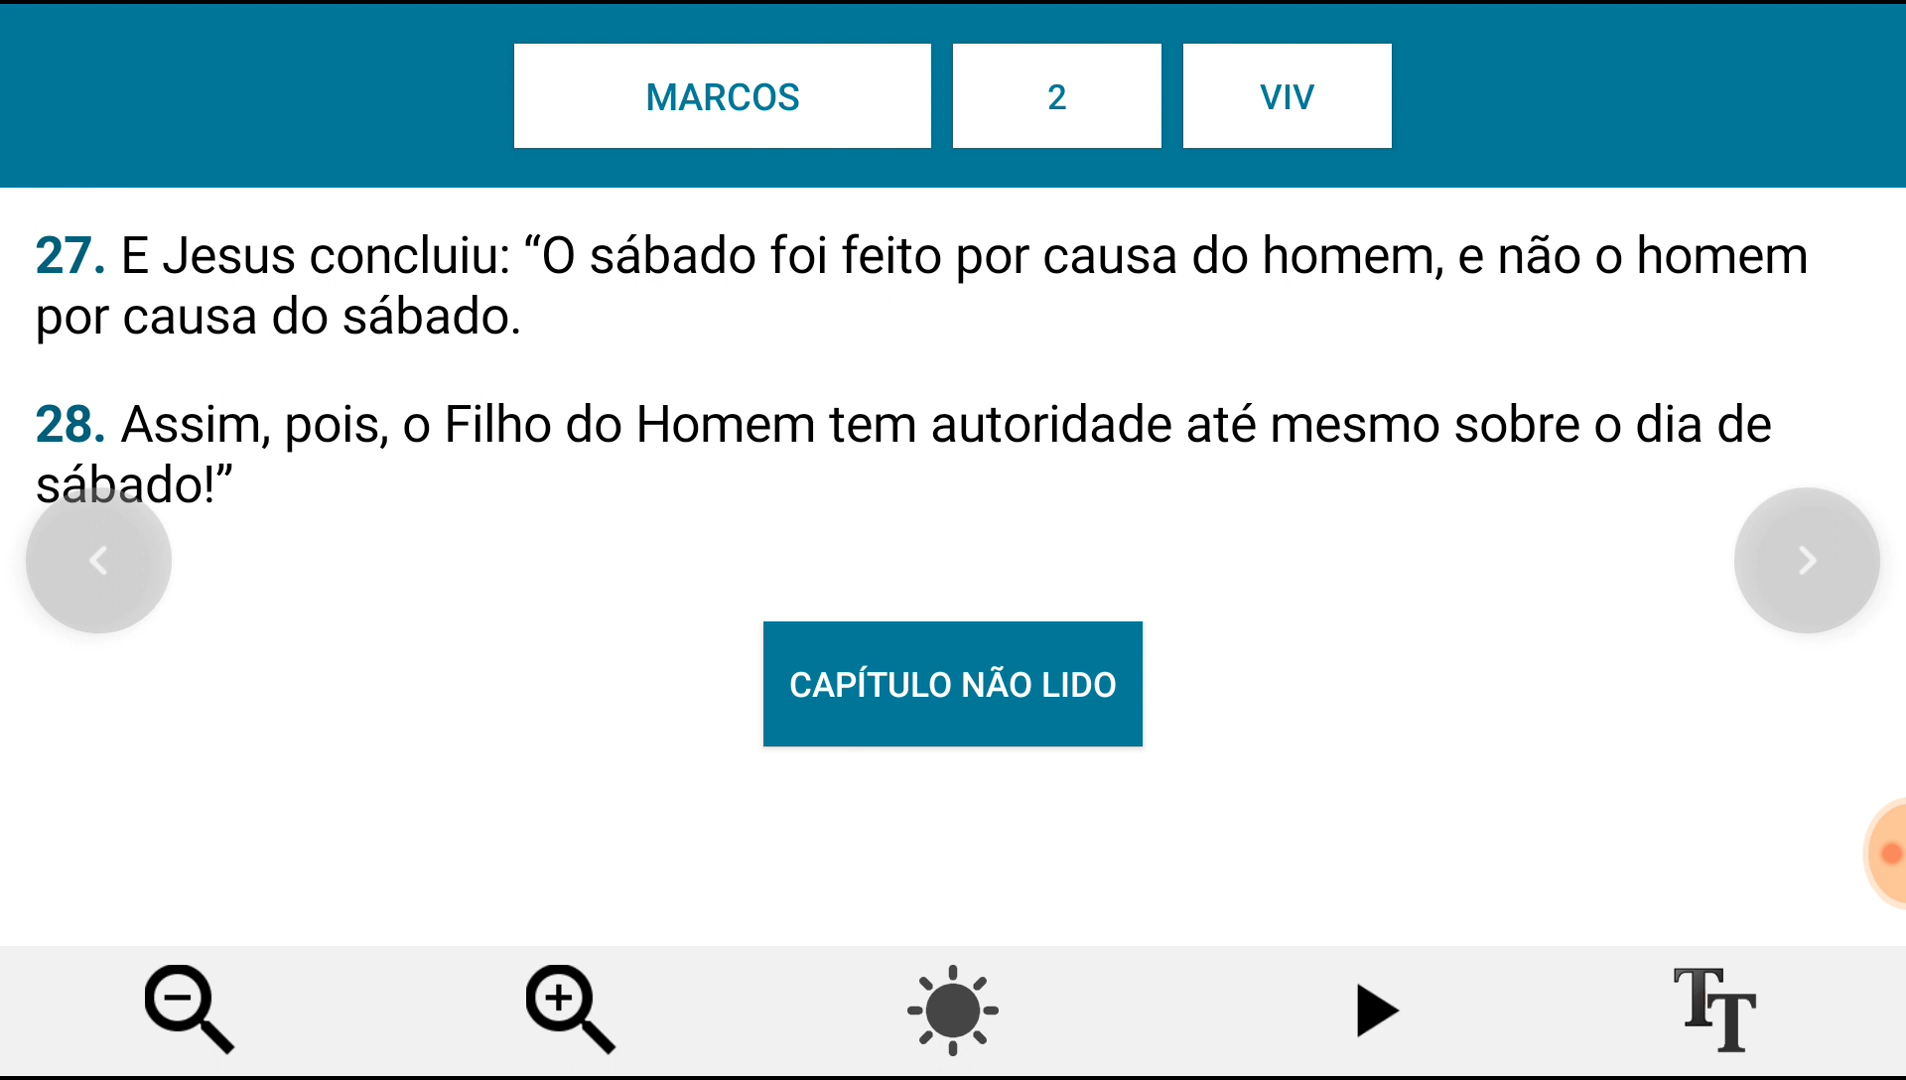 MARCOS 2 VIV
27. E Jesus concluiu: “O sábado foi feito por causa do homem, e não o homem
por causa do sábado.
28. Assim, pois, o Filho do Homem tem autoridade até mesmo sobre o dia de
sábado!”
CAPÍTULO NÃO LIDO
TT